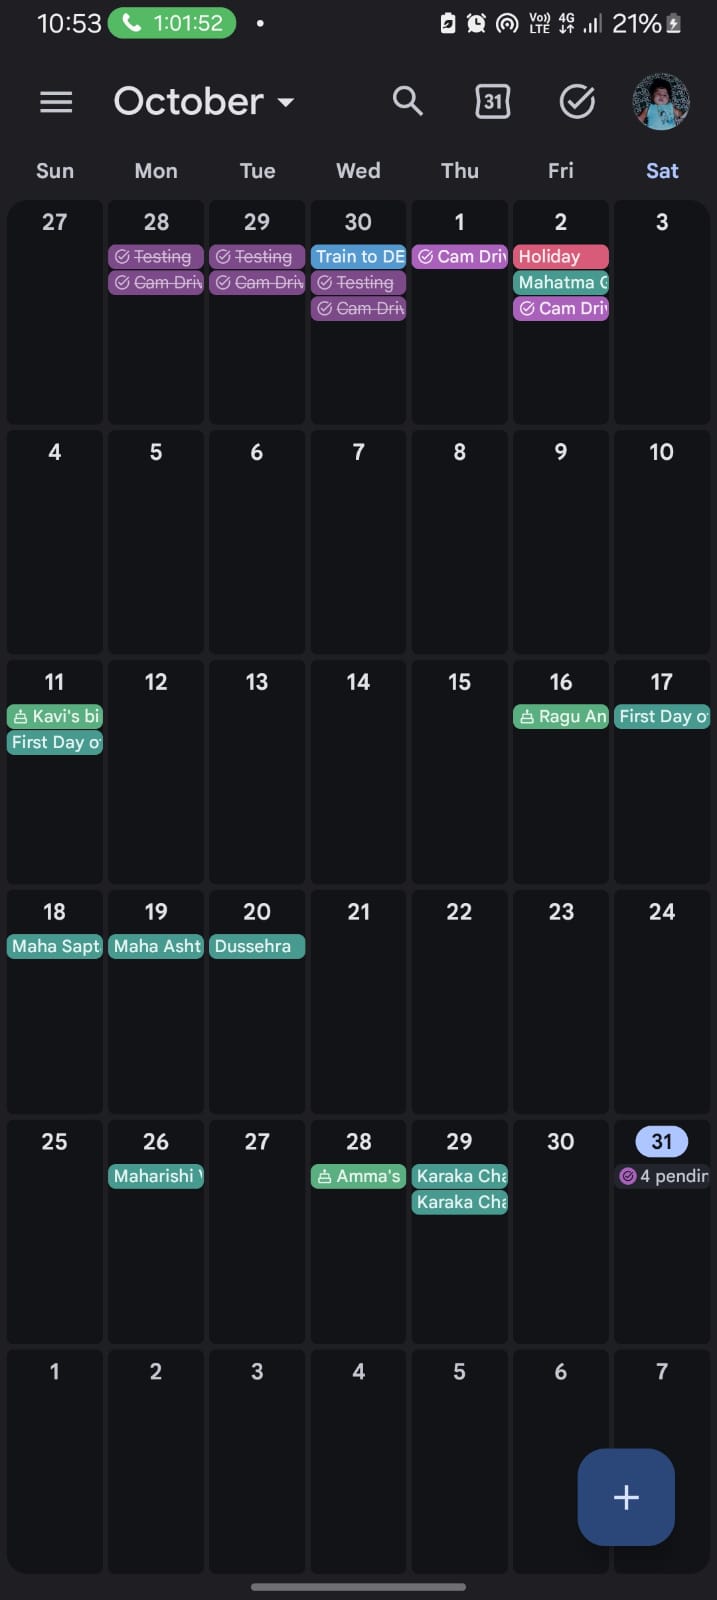 10:53 1:01:52 Vo)) LTE 4G 21%
October 31
Sun Mon Tue Wed Thu Fri Sat
27 28 29 30 1 2 3
Testing Testing Train to DE Cam Driv Holiday
Cam Driv Cam Driv Testing Mahatma G
Cam Driv Cam Driv
4 5 6 7 8 9 10
11 12 13 14 15 16 17
Kavi's bi Ragu An First Day of
First Day of
18 19 20 21 22 23 24
Maha Sapt Maha Asht Dussehra
25 26 27 28 29 30 31
Maharishi V Amma's Karaka Cha 4 pendin
Karaka Cha
1 2 3 4 5 6 7